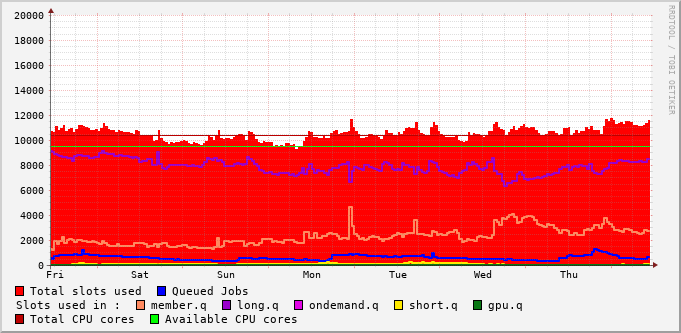 RRDTOOL / TOBI OETIKER
20000
18000
16000
14000
12000
10000
8000
6000
4000
2000
0
Fri Sat Sun Mon Tue Wed Thu
Total slots used Queued Jobs
Slots used in : member.q long.q ondemand.q short.q gpu.q
Total CPU cores Available CPU cores